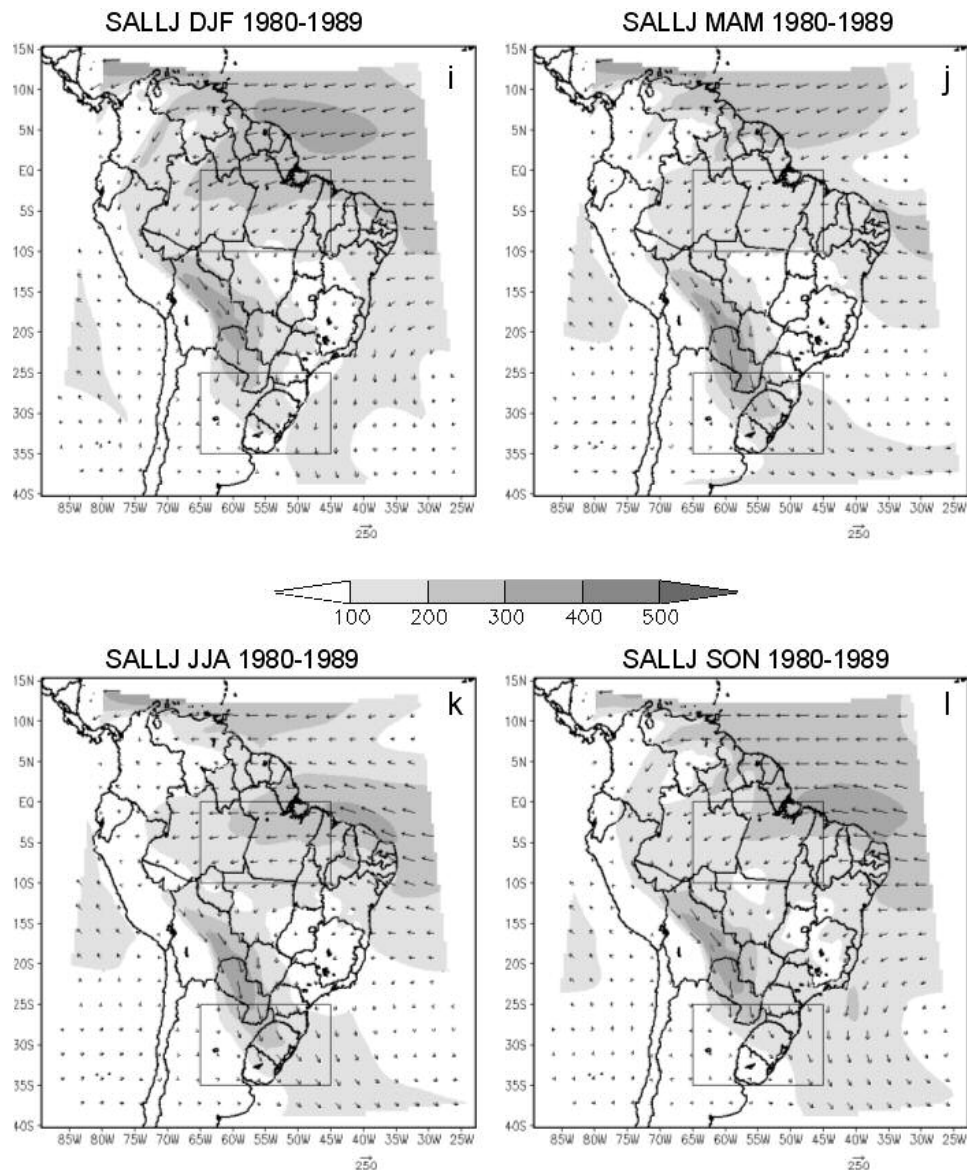 SALLJ DJF 1980-1989 SALLJ MAM 1980-1989
i j
15N 15N
10N 10N
5N 5N
EQ EQ
5S 5S
10S 10S
15S 15S
20S 20S
25S 25S
30S 30S
35S 35S
40S 40S
85W 80W 75W 70W 65W 60W 55W 50W 45W 40W 35W 30W 25W 85W 80W 75W 70W 65W 60W 55W 50W 45W 40W 35W 30W 25W
250 250
100 200 300 400 500
SALLJ JJA 1980-1989 SALLJ SON 1980-1989
k l
15N 15N
10N 10N
5N 5N
EQ EQ
5S 5S
10S 10S
15S 15S
20S 20S
25S 25S
30S 30S
35S 35S
40S 40S
85W 80W 75W 70W 65W 60W 55W 50W 45W 40W 35W 30W 25W 85W 80W 75W 70W 65W 60W 55W 50W 45W 40W 35W 30W 25W
250 250